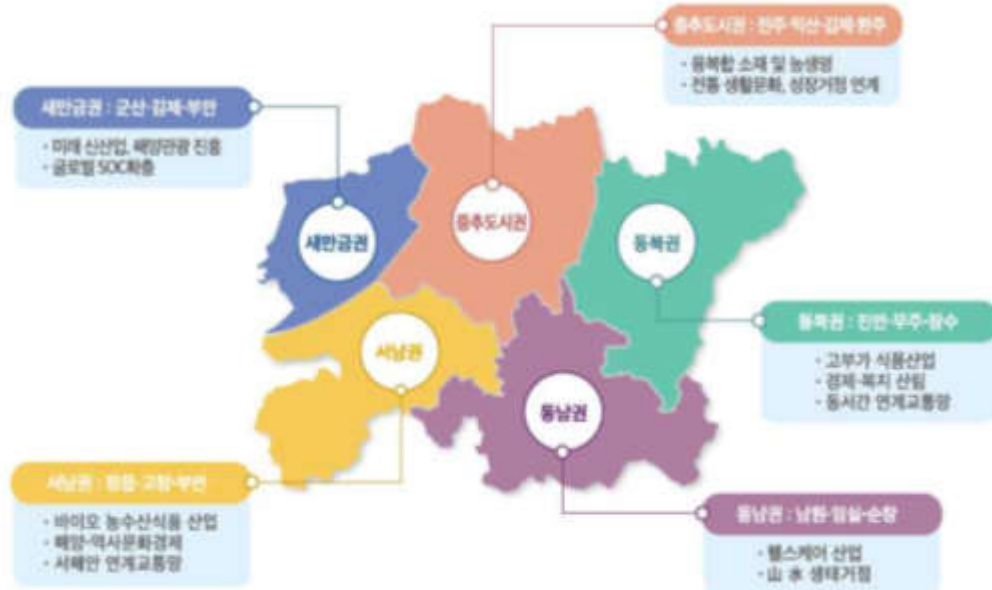 중추도시권 : 전주·익산·김제·완주
· 융복합 소재 및 농생명
· 전통·생활문화, 성장거점 연계
새만금권 : 군산·김제·부안
· 미래 신산업, 해양관광 진흥
· 글로벌 SOC확충
새만금권
중추도시권
동북권
동북권 : 진안·무주·장수
· 고부가 식품산업
· 경제·복지 산림
· 동서간 연계교통망
서남권
동남권
서남권 : 정읍·고창·부안
· 바이오 농수산식품 산업
· 해양·역사문화경제
· 서해안 연계교통망
동남권 : 남원·임실·순창
· 헬스케어 산업
· 山 水 생태거점